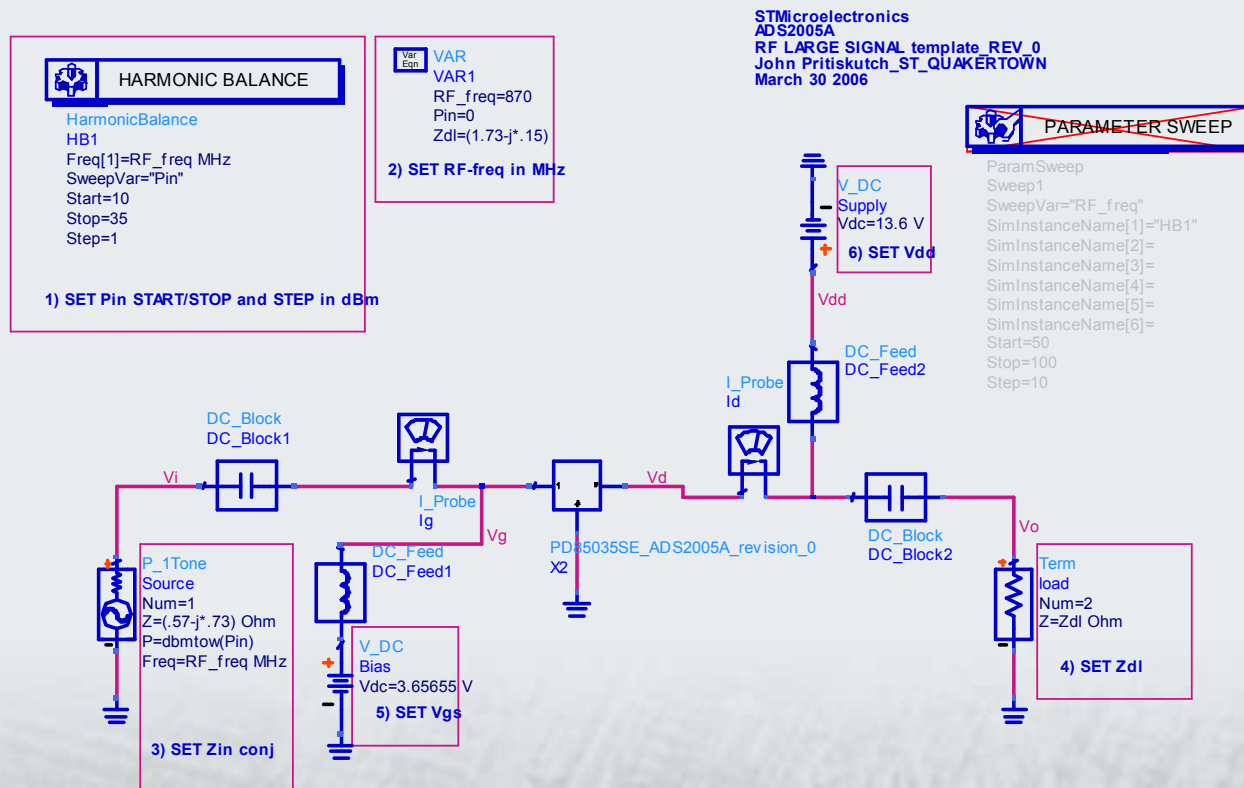 STMicroelectronics
ADS2005A
RF LARGE SIGNAL template_REV_0
John Pritiskutch_ST_QUAKERTOWN
March 30 2006
HARMONIC BALANCE
HarmonicBalance
HB1
Freq[1]=RF_freq MHz
SweepVar="Pin"
Start=10
Stop=35
Step=1
1) SET Pin START/STOP and STEP in dBm
Var
Eqn
VAR
VAR1
RF_freq=870
Pin=0
Zdl=(1.73-j*.15)
2) SET RF-freq in MHz
PARAMETER SWEEP
ParamSweep
Sweep1
SweepVar="RF_freq"
SimInstanceName[1]="HB1"
SimInstanceName[2]=
SimInstanceName[3]=
SimInstanceName[4]=
SimInstanceName[5]=
SimInstanceName[6]=
Start=50
Stop=100
Step=10
V_DC
Supply
Vdc=13.6 V
6) SET Vdd
Vdd
DC_Feed
DC_Feed2
I_Probe
Id
DC_Block
DC_Block1
Vi
I_Probe
Ig
Vg
Vd
PD85035SE_ADS2005A_revision_0
X2
DC_Block
DC_Block2
Vo
DC_Feed
DC_Feed1
P_1Tone
Source
Num=1
Z=(.57-j*.73) Ohm
P=dbmtow(Pin)
Freq=RF_freq MHz
3) SET Zin conj
V_DC
Bias
Vdc=3.65655 V
5) SET Vgs
Term
load
Num=2
Z=Zdl Ohm
4) SET Zdl